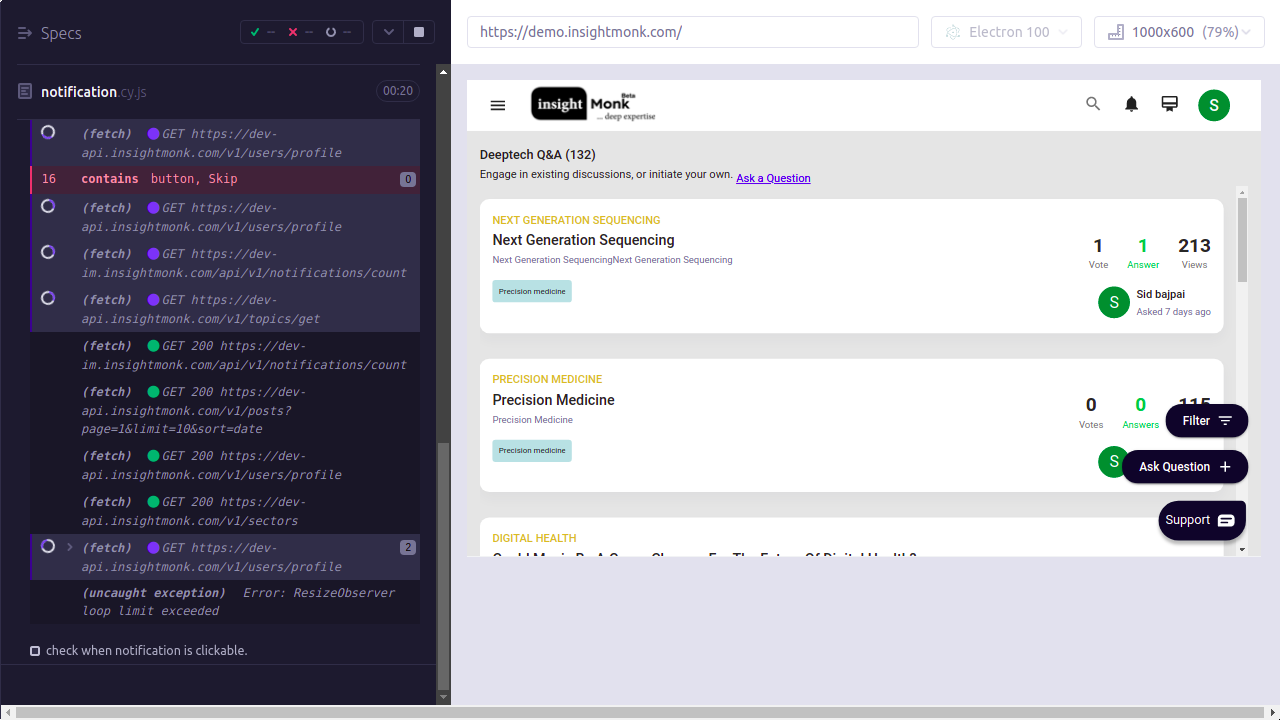 Specs
--
--
--
https://demo.insightmonk.com/
Electron 100
1000x600 (79%)
notification.cy.js
00:20
(fetch) GET https://dev-
api.insightmonk.com/v1/users/profile
16 contains button, Skip 0
(fetch) GET https://dev-
api.insightmonk.com/v1/users/profile
(fetch) GET https://dev-
im.insightmonk.com/api/v1/notifications/count
(fetch) GET https://dev-
api.insightmonk.com/v1/topics/get
(fetch) GET 200 https://dev-
im.insightmonk.com/api/v1/notifications/count
(fetch) GET 200 https://dev-
api.insightmonk.com/v1/posts?
page=1&limit=10&sort=date
(fetch) GET 200 https://dev-
api.insightmonk.com/v1/users/profile
(fetch) GET 200 https://dev-
api.insightmonk.com/v1/sectors
(fetch) GET https://dev- 2
api.insightmonk.com/v1/users/profile
(uncaught exception) Error: ResizeObserver
loop limit exceeded
check when notification is clickable.
insight Monk Beta
... deep expertise
S
Deeptech Q&A (132)
Engage in existing discussions, or initiate your own. Ask a Question
NEXT GENERATION SEQUENCING
Next Generation Sequencing
Next Generation SequencingNext Generation Sequencing
Precision medicine
1 1 213
Vote Answer Views
S
Sid bajpai
Asked 7 days ago
PRECISION MEDICINE
Precision Medicine
Precision Medicine
Precision medicine
0 0 115
Votes Answers
S
Filter
Ask Question
Support
DIGITAL HEALTH